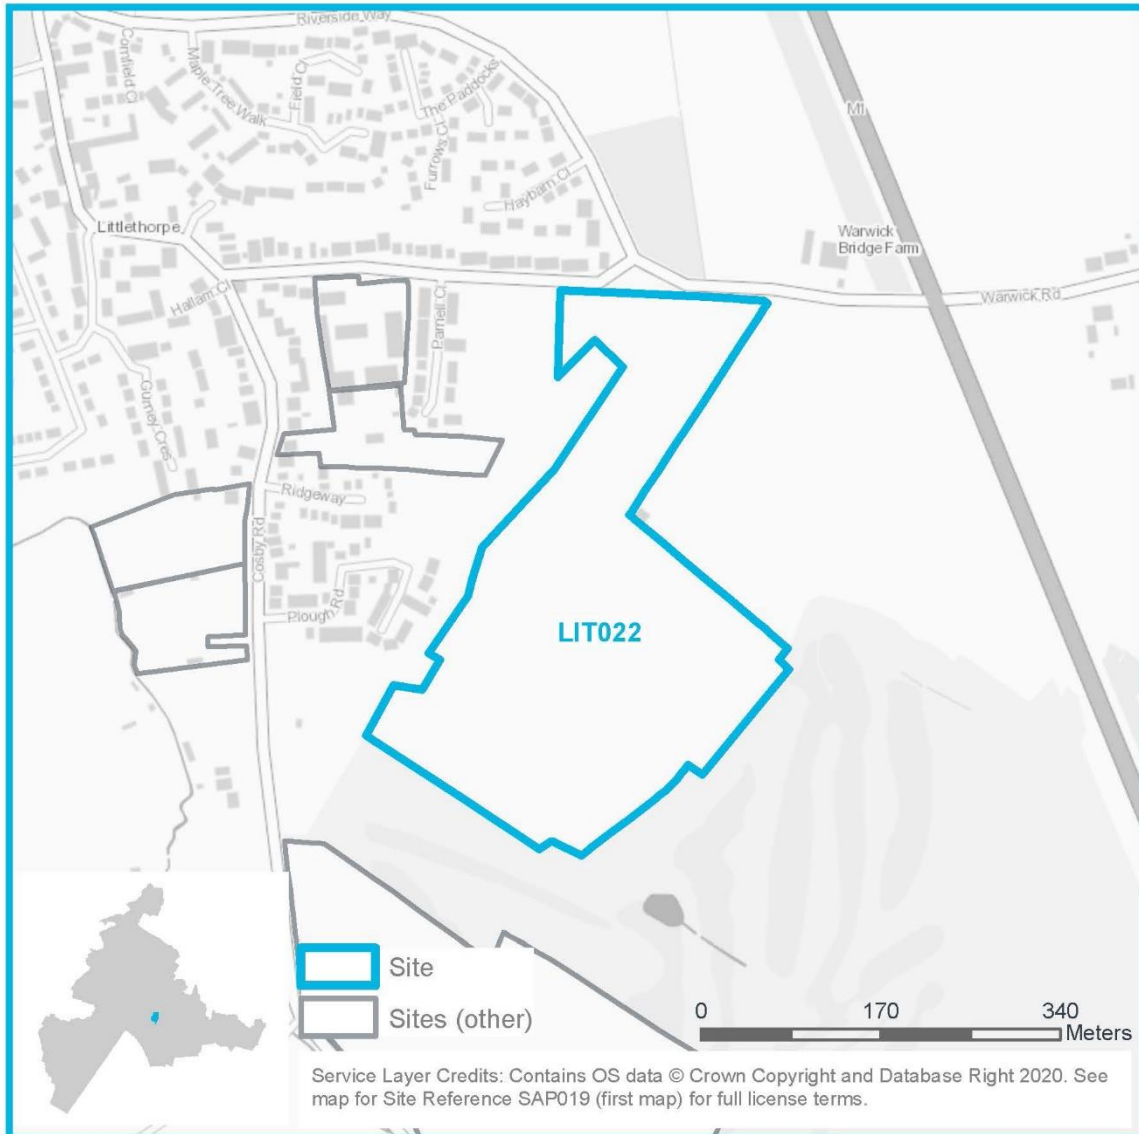 Riverside Way
Cornfield Cl
Maple Tree Walk
Field Cl
The Paddocks
Furrows Cl
Haybarn Cl
M1
Littlethorpe
Warwick
Bridge Farm
Hallam Cl
Warwick Rd
Parnell Cl
Gurney Cres
Ridgeway
Cosby Rd
Plough Rd
LIT022
Site
Sites (other)
0 170 340
Meters
Service Layer Credits: Contains OS data © Crown Copyright and Database Right 2020. See
map for Site Reference SAP019 (first map) for full license terms.